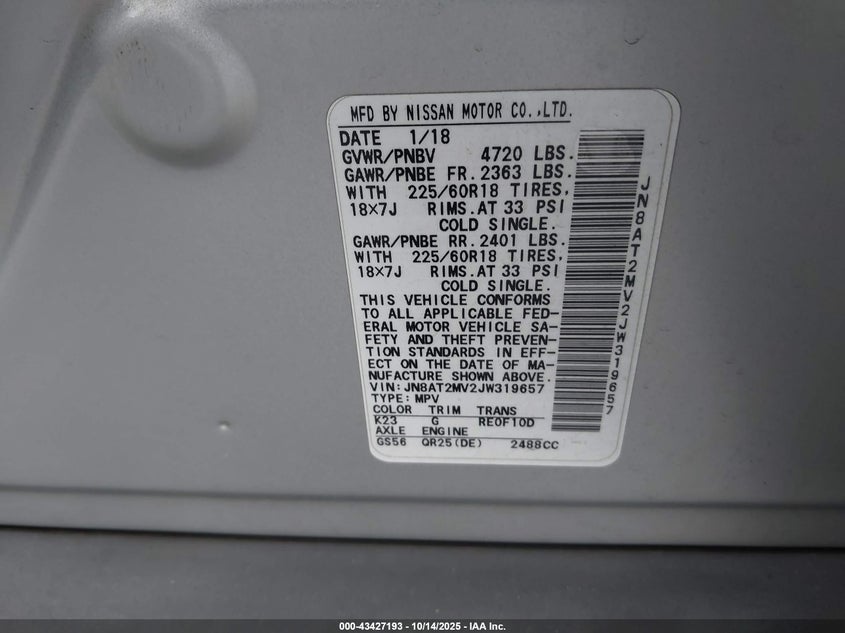 MFD BY NISSAN MOTOR CO.,LTD.
DATE 1/18
GVWR/PNBV 4720 LBS.
GAWR/PNBE FR. 2363 LBS.
WITH 225/60R18 TIRES,
18×7J RIMS.AT 33 PSI
COLD SINGLE.
GAWR/PNBE RR. 2401 LBS.
WITH 225/60R18 TIRES,
18×7J RIMS.AT 33 PSI
COLD SINGLE.
THIS VEHICLE CONFORMS
TO ALL APPLICABLE FED-
ERAL MOTOR VEHICLE SA-
FETY AND THEFT PREVEN-
TION STANDARDS IN EFF-
ECT ON THE DATE OF MA-
NUFACTURE SHOWN ABOVE.
VIN:JN8AT2MV2JW319657
TYPE:MPV
COLOR TRIM TRANS
K23 G RE0F10D
AXLE ENGINE
GS56 QR25(DE) 2488CC
JN8AT2MV2JW319657
000-43427193 - 10/14/2025 - IAA Inc.